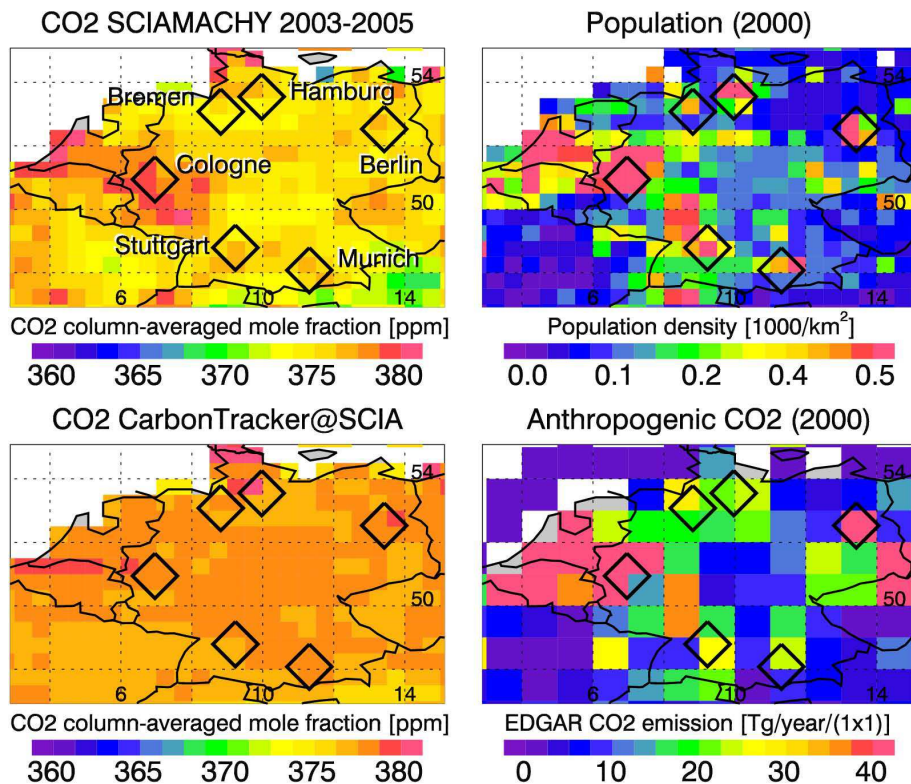 CO2 SCIAMACHY 2003-2005
Bremen
Hamburg
54
Cologne
Berlin
50
Stuttgart
Munich
6
10
14
CO2 column-averaged mole fraction [ppm]
360 365 370 375 380
Population (2000)
54
50
6
10
14
Population density [1000/km²]
0.0 0.1 0.2 0.4 0.5
CO2 CarbonTracker@SCIA
54
50
6
10
14
CO2 column-averaged mole fraction [ppm]
360 365 370 375 380
Anthropogenic CO2 (2000)
54
50
6
10
14
EDGAR CO2 emission [Tg/year/(1x1)]
0 10 20 30 40